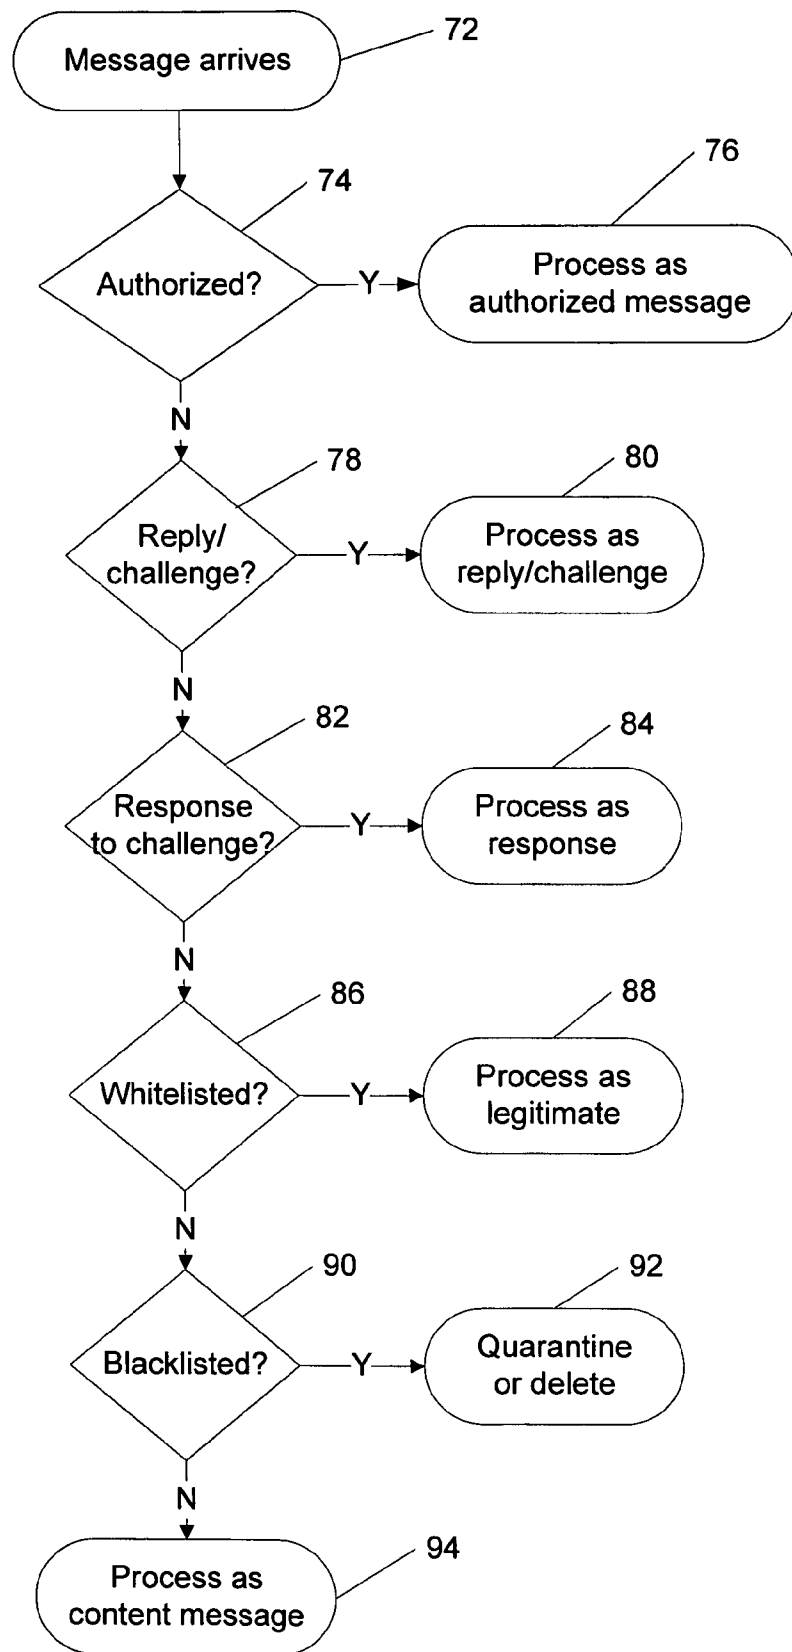 Message arrives
72
74
76
Authorized?
Y
Process as
authorized message
N
78
80
Reply/
challenge?
Y
Process as
reply/challenge
N
82
84
Response
to challenge?
Y
Process as
response
N
86
88
Whitelisted?
Y
Process as
legitimate
N
90
92
Blacklisted?
Y
Quarantine
or delete
N
94
Process as
content message